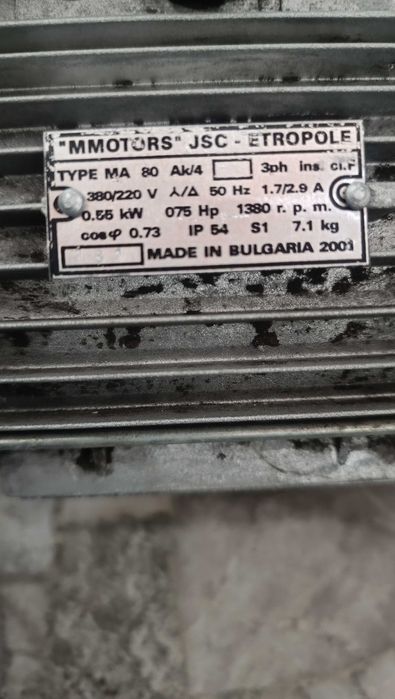 "MMOTORS" JSC - ETROPOLE
TYPE MA 80 Ak/4 3ph ins. cl.F
380/220 V ⅄/Δ 50 Hz 1.7/2.9 A
0.55 kW 075 Hp 1380 r. p. m.
cosφ 0.73 IP 54 S1 7.1 kg
MADE IN BULGARIA 2001